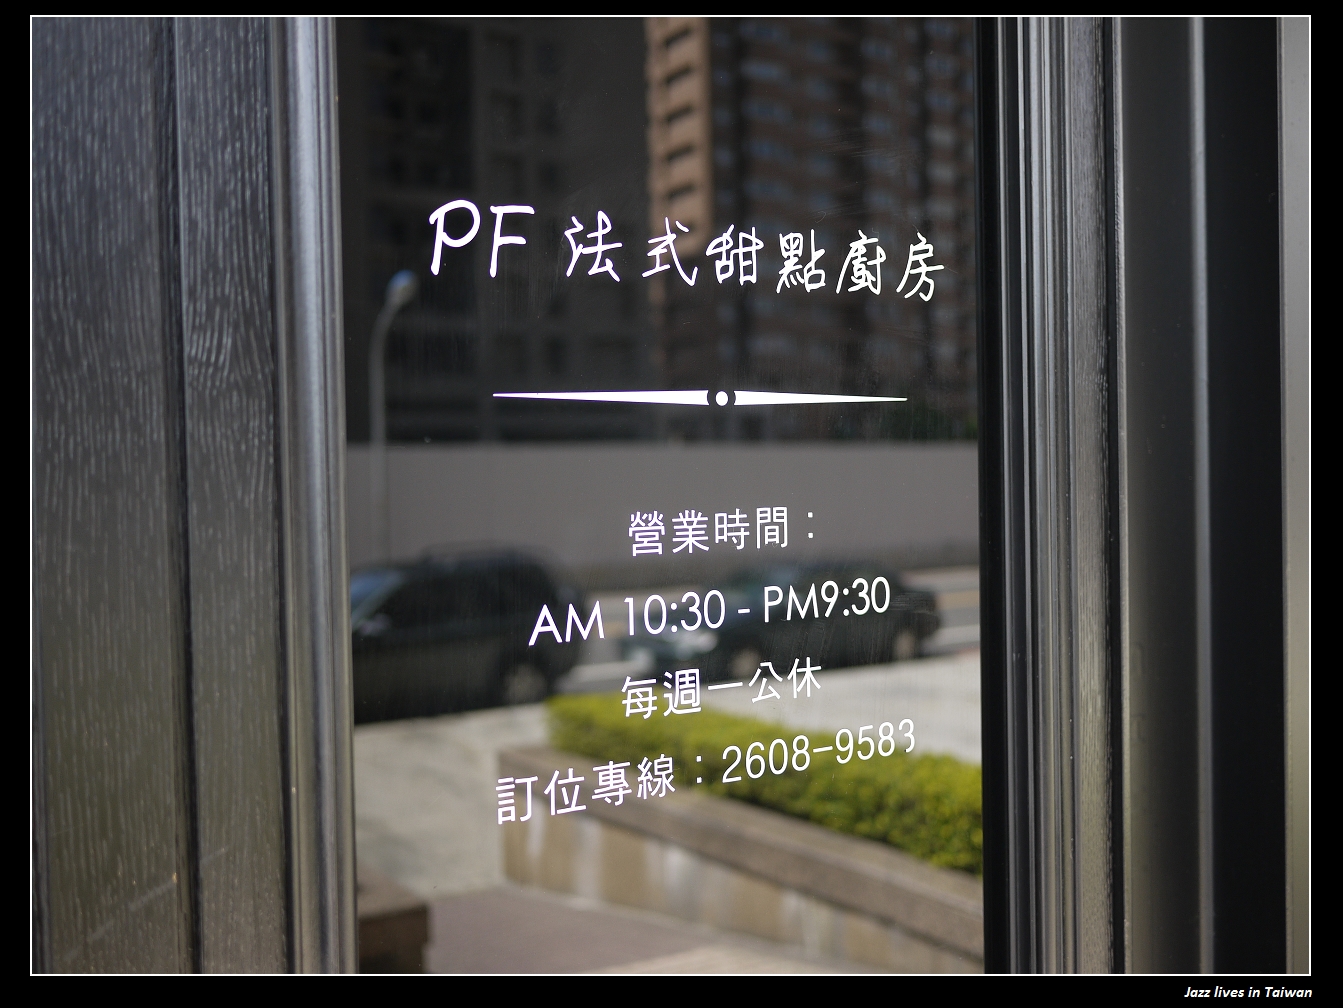 PF 法式甜點廚房
營業時間：
AM 10:30 - PM9:30
每週一公休
訂位專線：2608-9583
Jazz lives in Taiwan